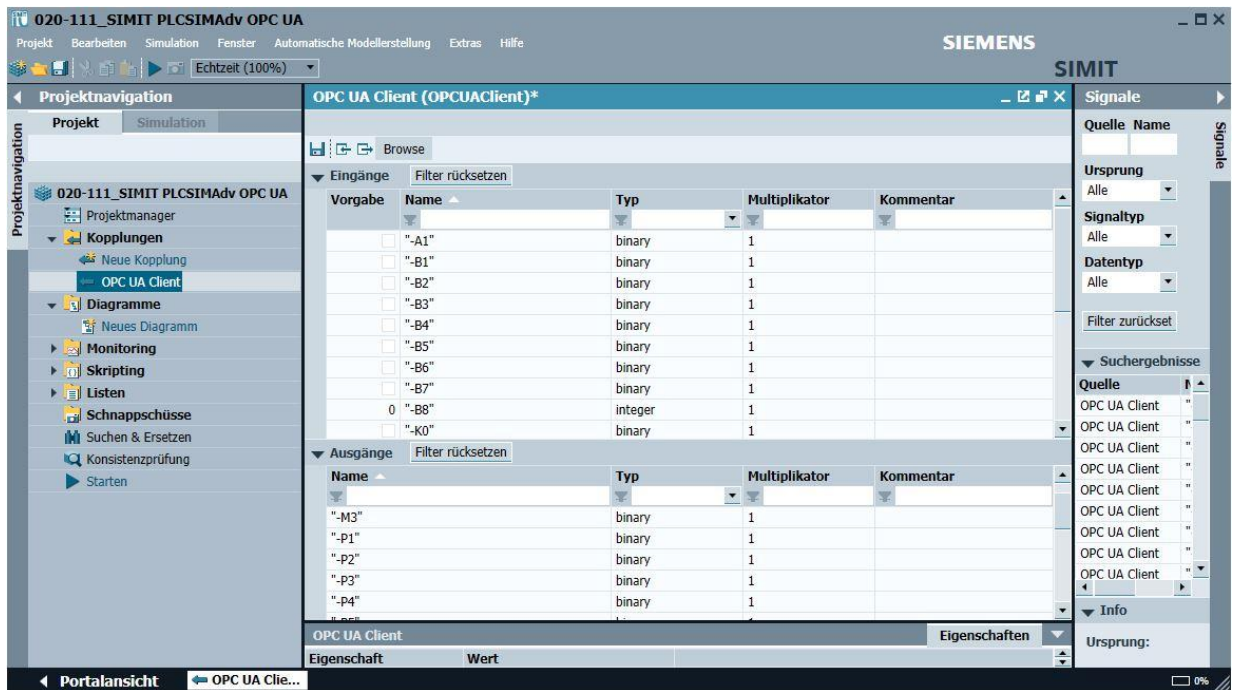 020-111_SIMIT PLCSIMAdv OPC UA
Projekt Bearbeiten Simulation Fenster Automatische Modellerstellung Extras Hilfe
SIEMENS
Echtzeit (100%)
SIMIT
Projektnavigation
Projekt Simulation
Projektnavigation
020-111_SIMIT PLCSIMAdv OPC UA
Projektmanager
Kopplungen
Neue Kopplung
OPC UA Client
Diagramme
Neues Diagramm
Monitoring
Skripting
Listen
Schnappschüsse
Suchen & Ersetzen
Konsistenzprüfung
Starten
OPC UA Client (OPCUAClient)*
Browse
Eingänge Filter rücksetzen
Vorgabe Name Typ Multiplikator Kommentar
"-A1" binary 1
"-B1" binary 1
"-B2" binary 1
"-B3" binary 1
"-B4" binary 1
"-B5" binary 1
"-B6" binary 1
"-B7" binary 1
0 "-B8" integer 1
"-K0" binary 1
Ausgänge Filter rücksetzen
Name Typ Multiplikator Kommentar
"-M3" binary 1
"-P1" binary 1
"-P2" binary 1
"-P3" binary 1
"-P4" binary 1
OPC UA Client Eigenschaften
Eigenschaft Wert
Signale
Signale
Quelle Name
Ursprung
Alle
Signaltyp
Alle
Datentyp
Alle
Filter zurückset
Suchergebnisse
Quelle
OPC UA Client "
OPC UA Client "
OPC UA Client "
OPC UA Client "
OPC UA Client "
OPC UA Client "
OPC UA Client "
OPC UA Client "
OPC UA Client "
Info
Ursprung:
Portalansicht OPC UA Clie... 0%